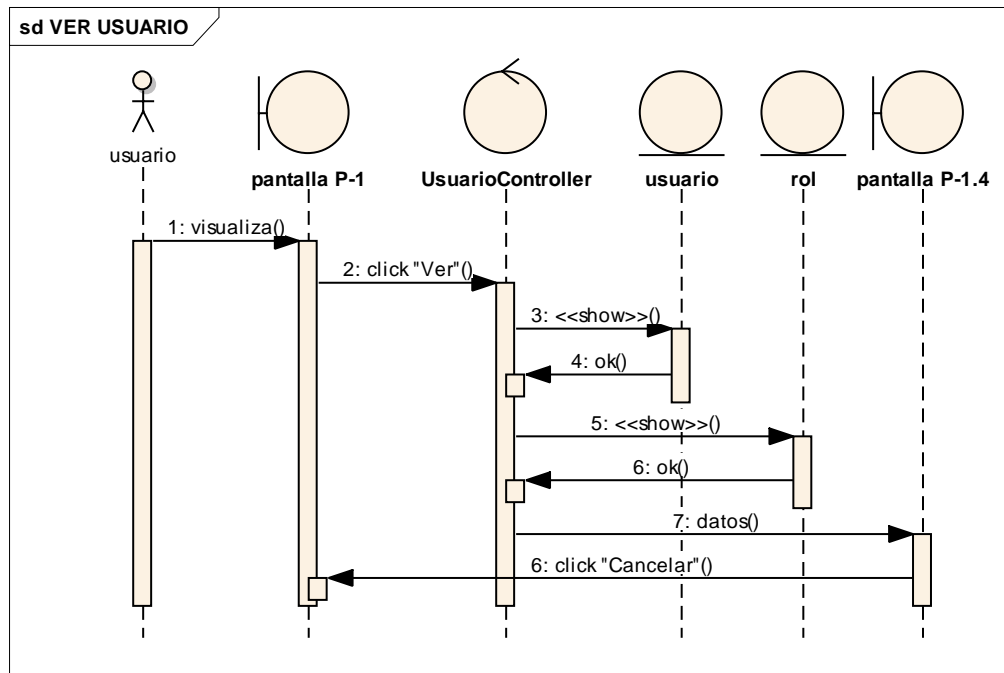 sd VER USUARIO
usuario
pantalla P-1
UsuarioController
usuario
rol
pantalla P-1.4
1: visualiza()
2: click "Ver"()
3: <<show>>()
4: ok()
5: <<show>>()
6: ok()
7: datos()
6: click "Cancelar"()